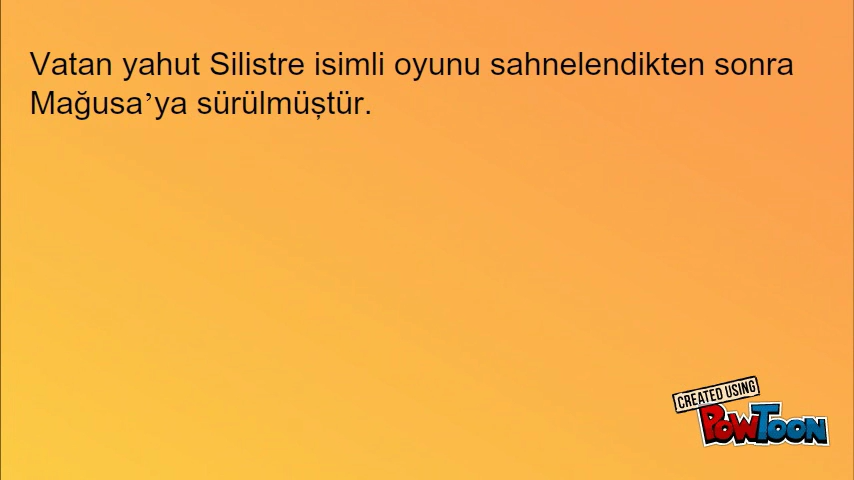 Vatan yahut Silistre isimli oyunu sahnelendikten sonra
Mağusa’ya sürülmüştür.
CREATED USING
POWTOON